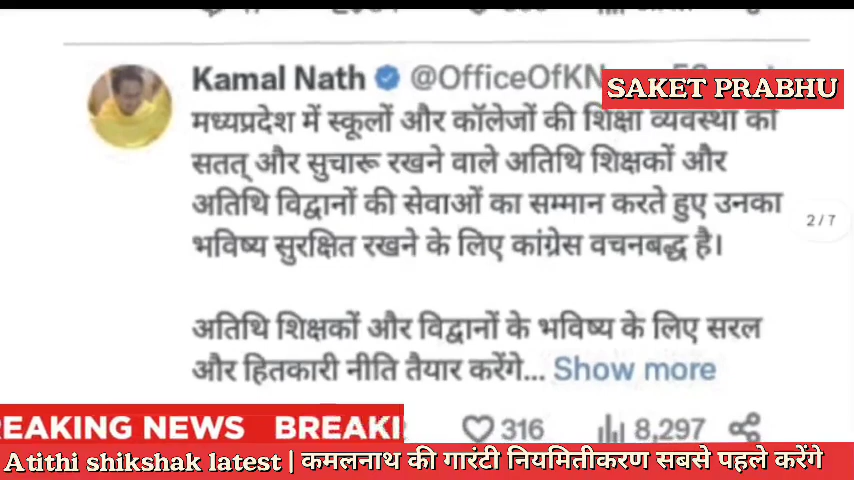 Kamal Nath @OfficeOfKN
SAKET PRABHU
मध्यप्रदेश में स्कूलों और कॉलेजों की शिक्षा व्यवस्था को
सतत् और सुचारू रखने वाले अतिथि शिक्षकों और
अतिथि विद्वानों की सेवाओं का सम्मान करते हुए उनका
2/7
भविष्य सुरक्षित रखने के लिए कांग्रेस वचनबद्ध है।
अतिथि शिक्षकों और विद्वानों के भविष्य के लिए सरल
और हितकारी नीति तैयार करेंगे... Show more
REAKING NEWS BREAKI
316 8,297
Atithi shikshak latest | कमलनाथ की गारंटी नियमितीकरण सबसे पहले करेंगे